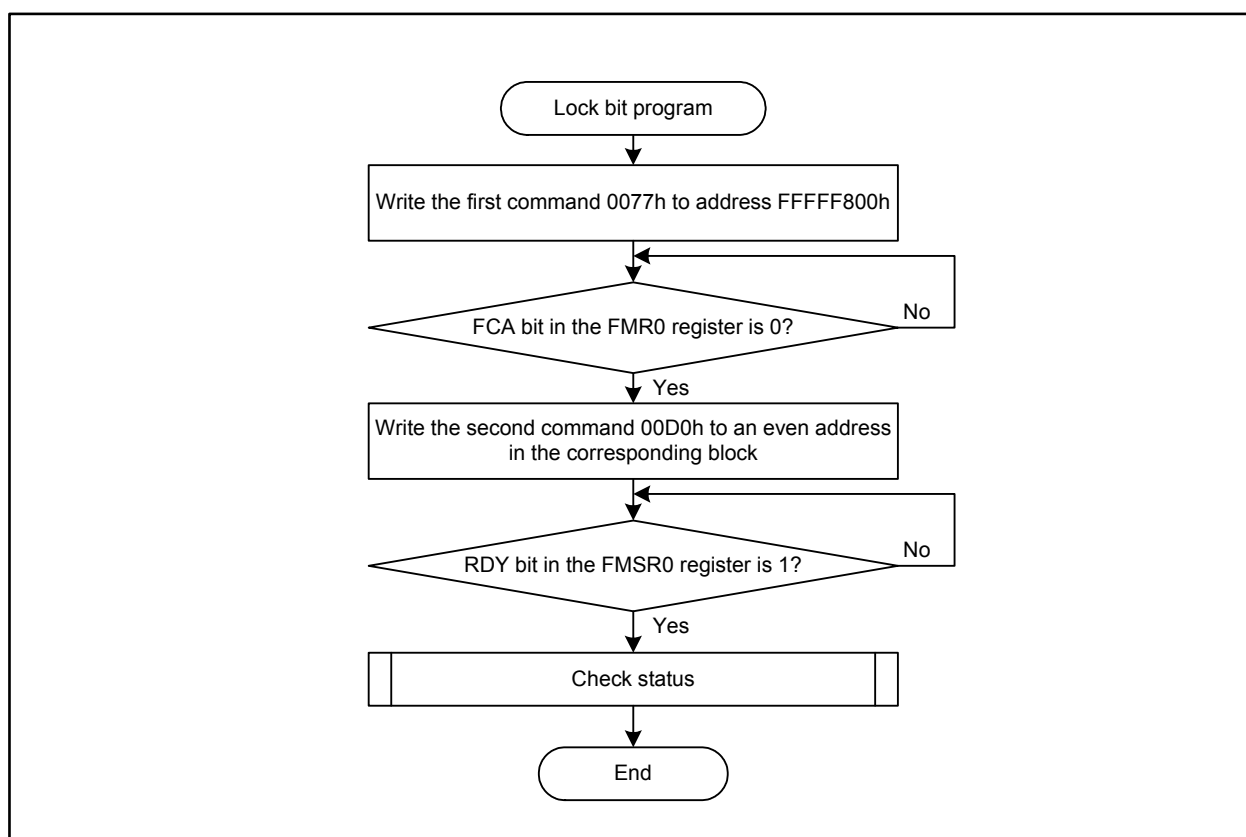 Lock bit program
Write the first command 0077h to address FFFFF800h
FCA bit in the FMR0 register is 0?
No
Yes
Write the second command 00D0h to an even address
in the corresponding block
RDY bit in the FMSR0 register is 1?
No
Yes
Check status
End